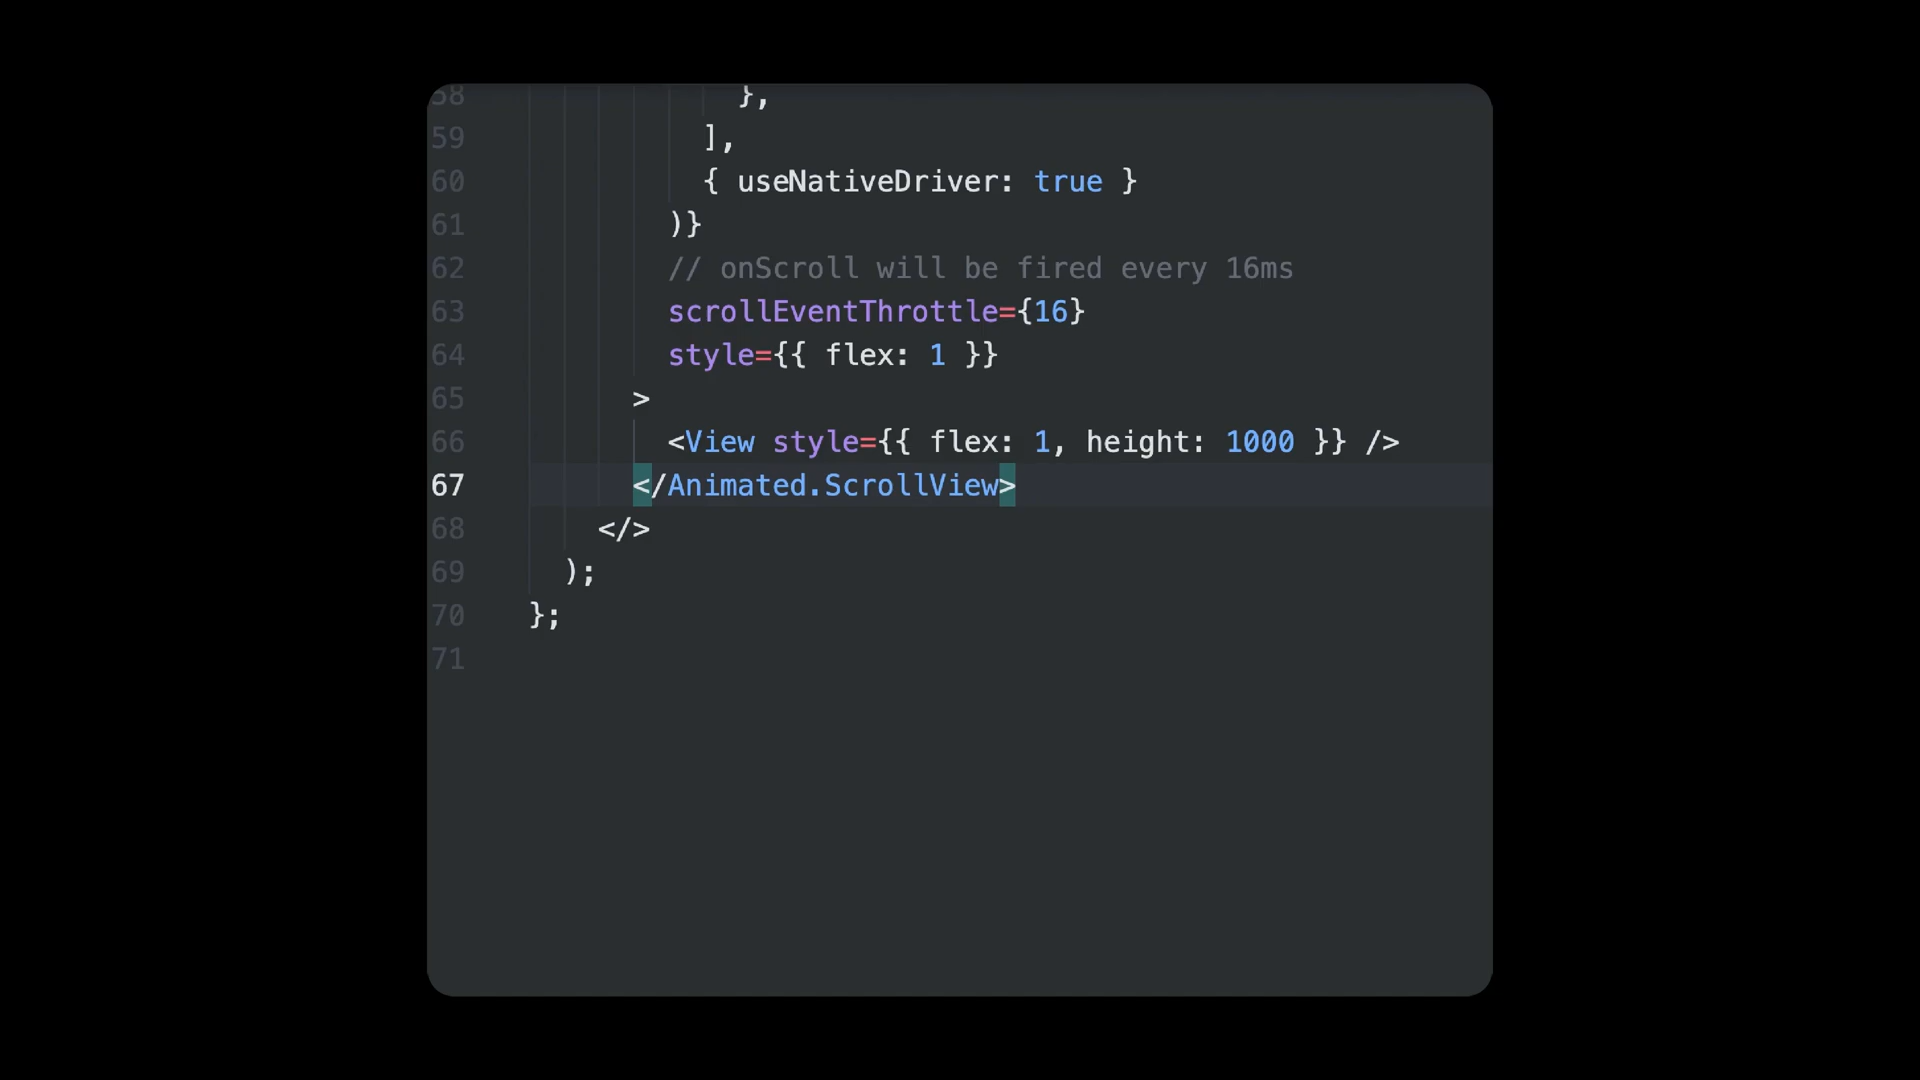 58 },
59 ],
60 { useNativeDriver: true }
61 )}
62 // onScroll will be fired every 16ms
63 scrollEventThrottle={16}
64 style={{ flex: 1 }}
65 >
66 <View style={{ flex: 1, height: 1000 }} />
67 </Animated.ScrollView>
68 </>
69 );
70 };
71